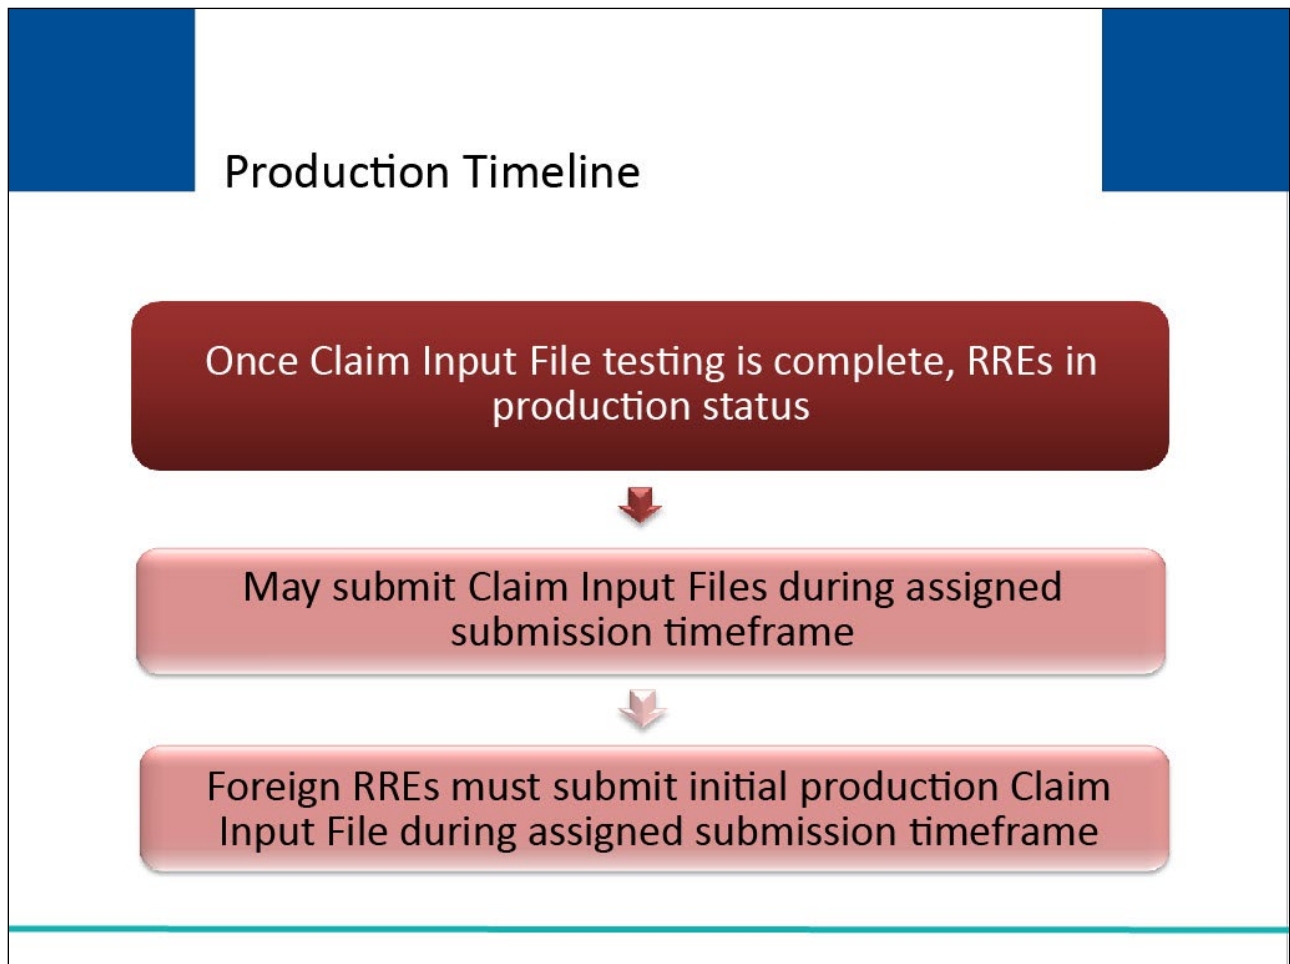 Production Timeline
Once Claim Input File testing is complete, RREs in
production status
May submit Claim Input Files during assigned
submission timeframe
Foreign RREs must submit initial production Claim
Input File during assigned submission timeframe